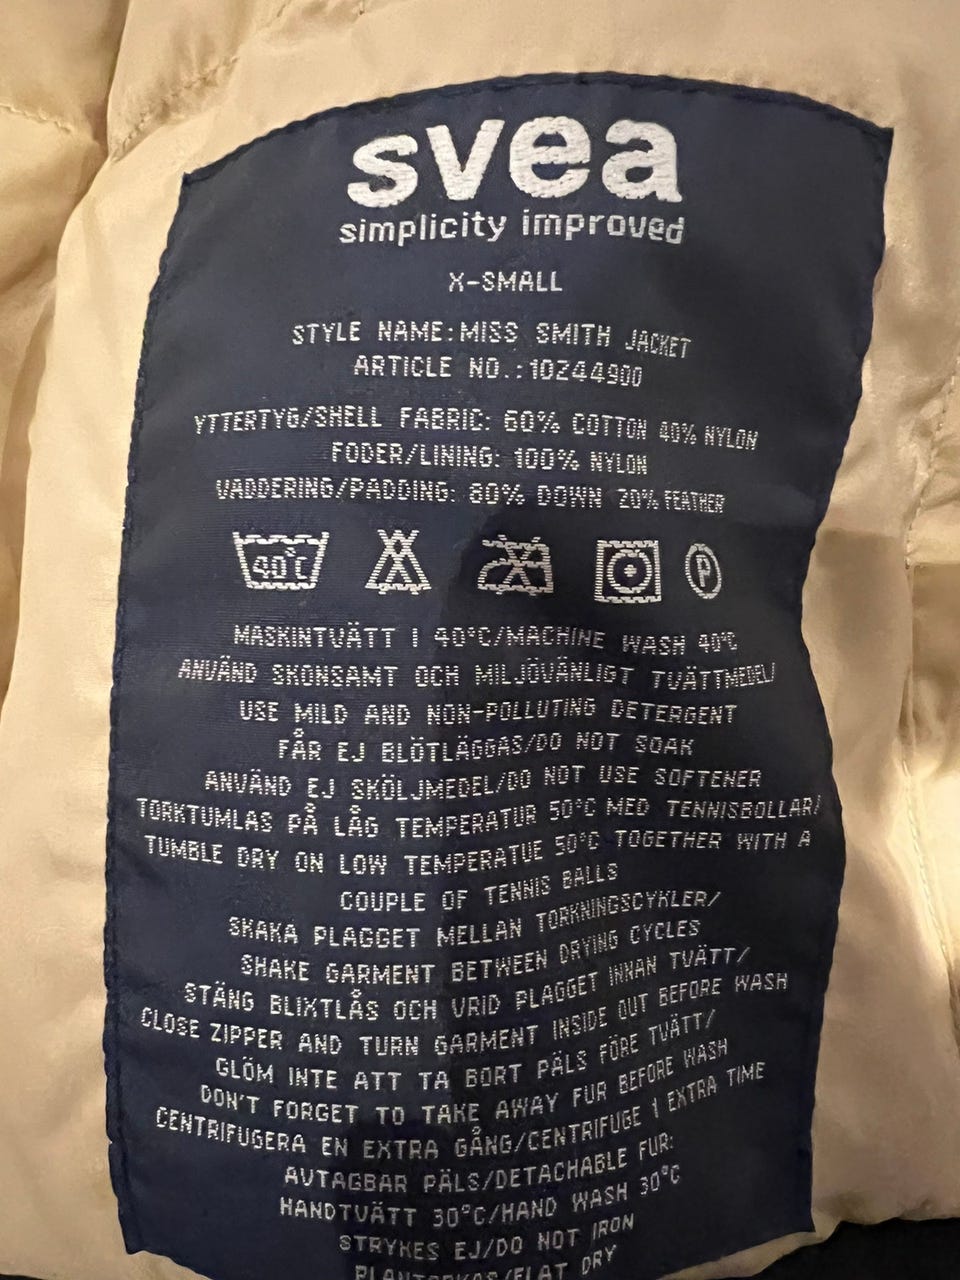 svea
simplicity improved
X-SMALL
STYLE NAME: MISS SMITH JACKET
ARTICLE NO.: 10244900
YTTERTYG/SHELL FABRIC: 60% COTTON 40% NYLON
FODER/LINING: 100% NYLON
VADDERING/PADDING: 80% DOWN 20% FEATHER
40°C P
MASKINTVÄTT I 40°C/MACHINE WASH 40°C
ANVÄND SKONSAMT OCH MILJÖVÄNLIGT TVÄTTMEDEL/
USE MILD AND NON-POLLUTING DETERGENT
FÅR EJ BLÖTLÄGGAS/DO NOT SOAK
ANVÄND EJ SKÖLJMEDEL/DO NOT USE SOFTENER
TORKTUMLAS PÅ LÅG TEMPERATUR 50°C MED TENNISBOLLAR/
TUMBLE DRY ON LOW TEMPERATUE 50°C TOGETHER WITH A
COUPLE OF TENNIS BALLS
SKAKA PLAGGET MELLAN TORKNINGSCYKLER/
SHAKE GARMENT BETWEEN DRYING CYCLES
STÄNG BLIXTLÅS OCH VRID PLAGGET INNAN TVÄTT/
CLOSE ZIPPER AND TURN GARMENT INSIDE OUT BEFORE WASH
GLÖM INTE ATT TA BORT PÄLS FÖRE TVÄTT/
DON'T FORGET TO TAKE AWAY FUR BEFORE WASH
CENTRIFUGERA EN EXTRA GÅNG/CENTRIFUGE 1 EXTRA TIME
AVTAGBAR PÄLS/DETACHABLE FUR:
HANDTVÄTT 30°C/HAND WASH 30°C
STRYKES EJ/DO NOT IRON
PLANTORKAS/FLAT DRY